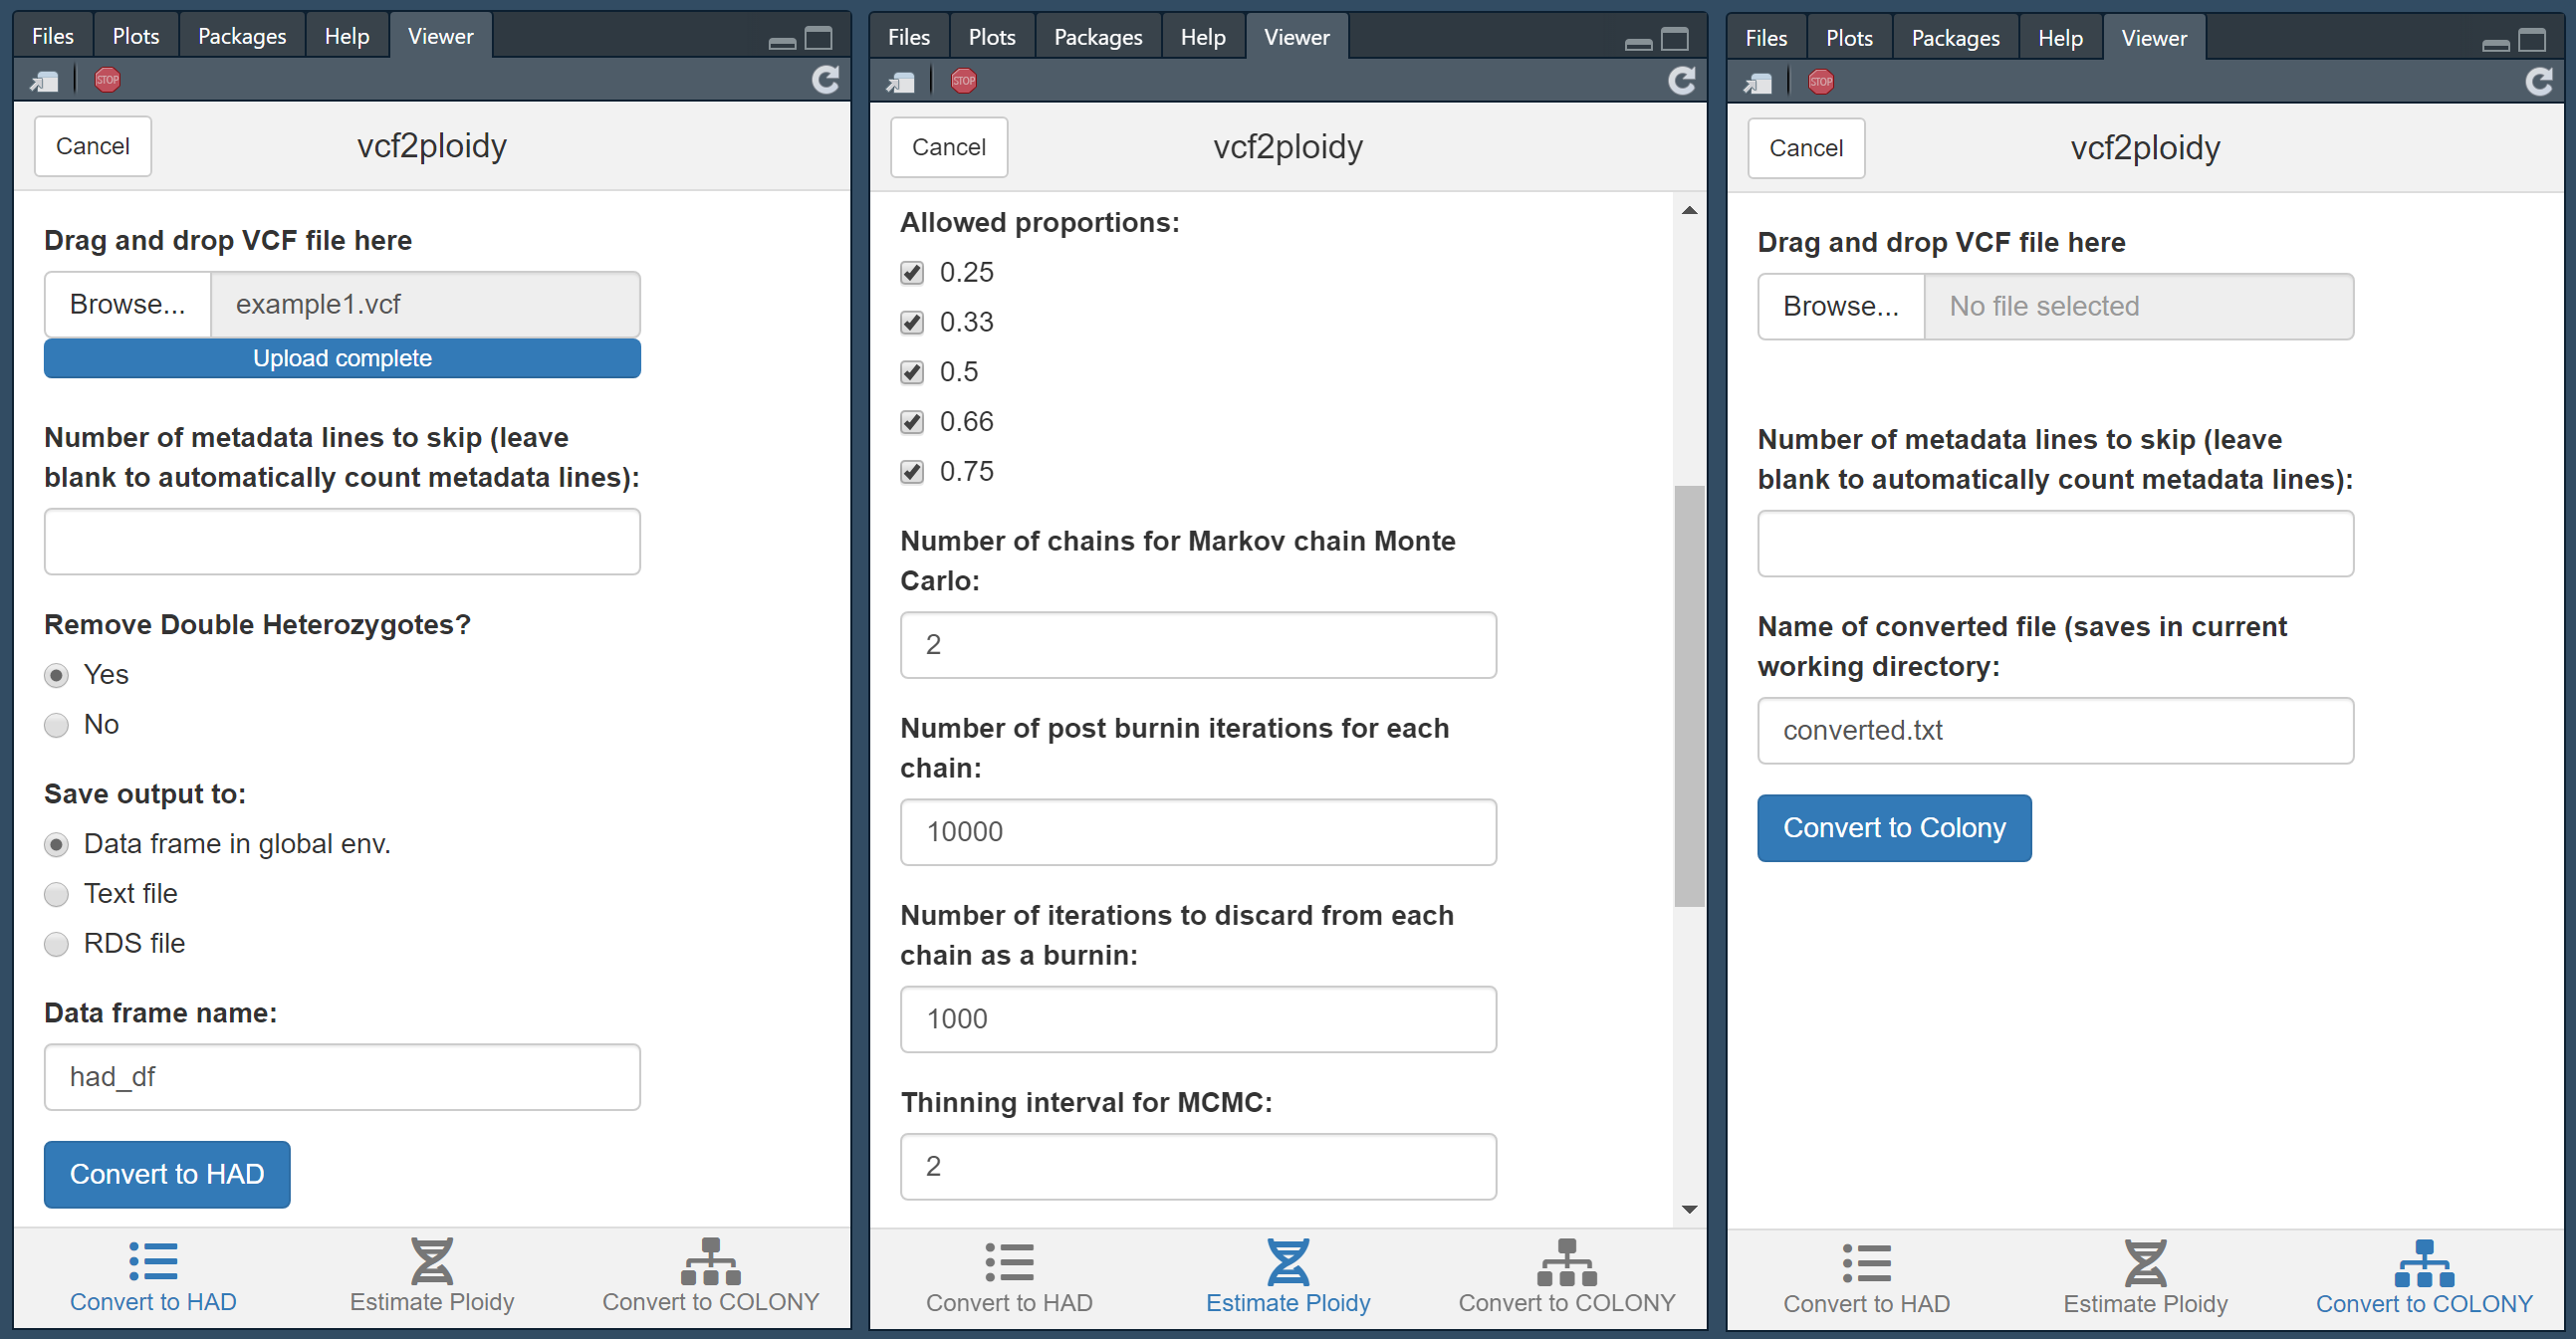 Files Plots Packages Help Viewer
STOP
Cancel vcf2ploidy
Drag and drop VCF file here
Browse... example1.vcf
Upload complete
Number of metadata lines to skip (leave
blank to automatically count metadata lines):
Remove Double Heterozygotes?
Yes
No
Save output to:
Data frame in global env.
Text file
RDS file
Data frame name:
had_df
Convert to HAD
Convert to HAD Estimate Ploidy Convert to COLONY
Files Plots Packages Help Viewer
STOP
Cancel vcf2ploidy
Allowed proportions:
0.25
0.33
0.5
0.66
0.75
Number of chains for Markov chain Monte
Carlo:
2
Number of post burnin iterations for each
chain:
10000
Number of iterations to discard from each
chain as a burnin:
1000
Thinning interval for MCMC:
2
Convert to HAD Estimate Ploidy Convert to COLONY
Files Plots Packages Help Viewer
STOP
Cancel vcf2ploidy
Drag and drop VCF file here
Browse... No file selected
Number of metadata lines to skip (leave
blank to automatically count metadata lines):
Name of converted file (saves in current
working directory:
converted.txt
Convert to Colony
Convert to HAD Estimate Ploidy Convert to COLONY